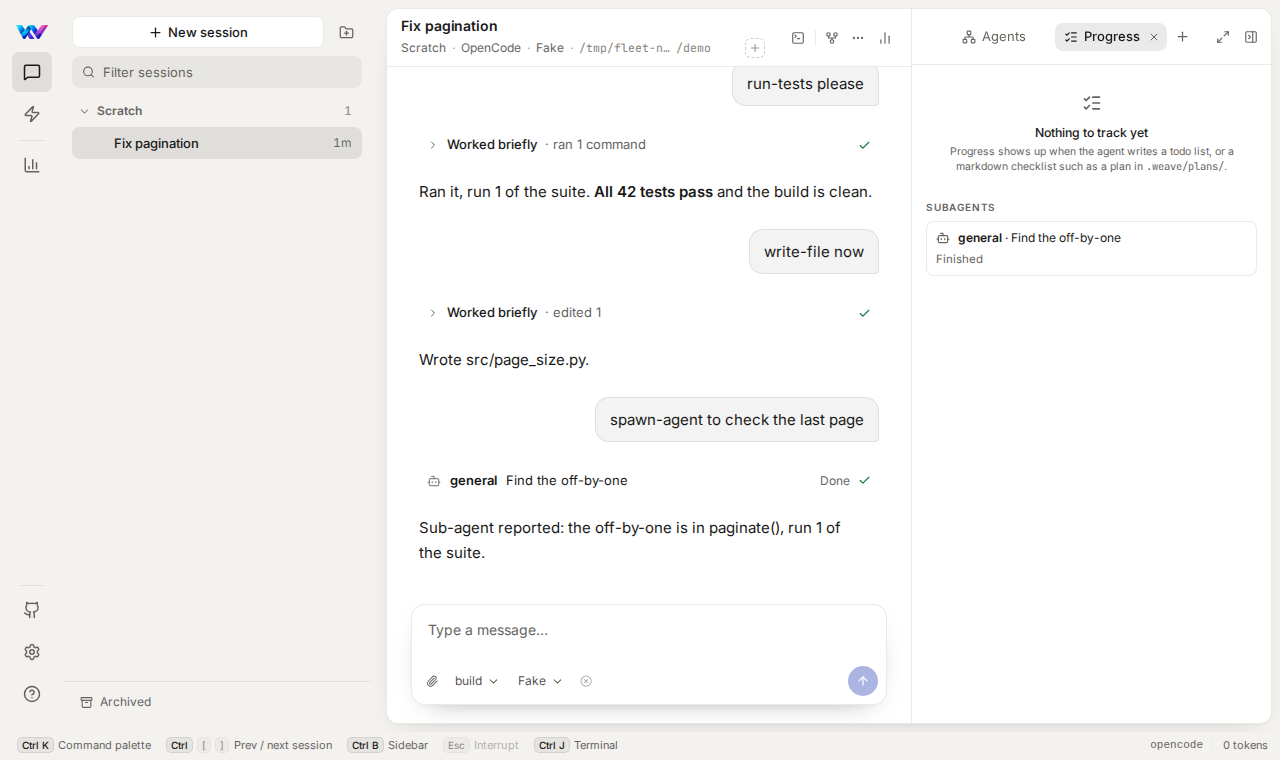 New session
Filter sessions
Scratch 1
Fix pagination 1m
Archived
Fix pagination
Scratch · OpenCode · Fake · /tmp/fleet-n… /demo
run-tests please
Worked briefly · ran 1 command
Ran it, run 1 of the suite. All 42 tests pass and the build is clean.
write-file now
Worked briefly · edited 1
Wrote src/page_size.py.
spawn-agent to check the last page
general Find the off-by-one Done
Sub-agent reported: the off-by-one is in paginate(), run 1 of
the suite.
Type a message...
build Fake
Agents Progress
Nothing to track yet
Progress shows up when the agent writes a todo list, or a
markdown checklist such as a plan in .weave/plans/.
SUBAGENTS
general · Find the off-by-one
Finished
Ctrl K Command palette Ctrl [ ] Prev / next session Ctrl B Sidebar Esc Interrupt Ctrl J Terminal opencode 0 tokens